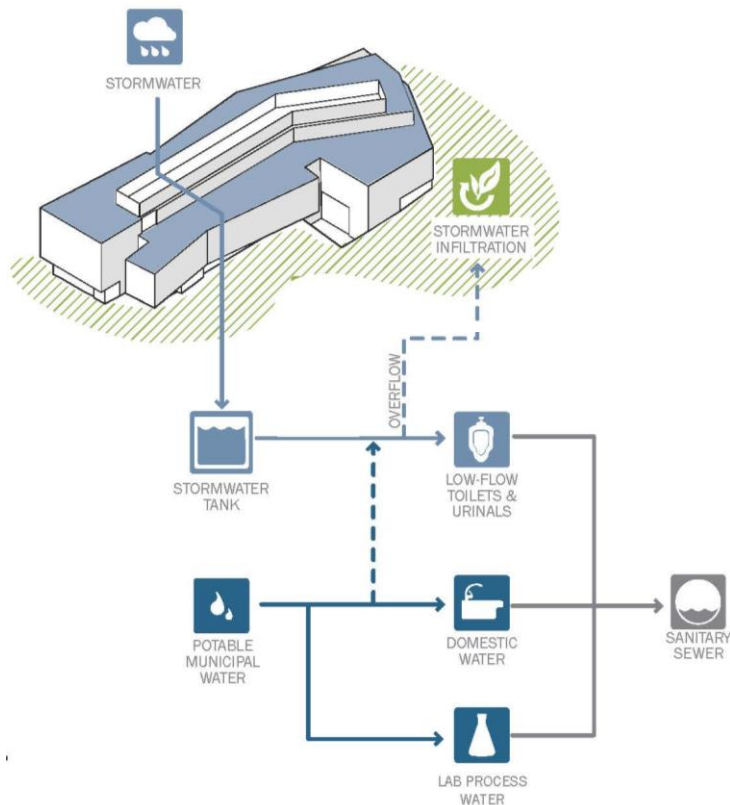 STORMWATER
STORMWATER
INFILTRATION
OVERFLOW
STORMWATER
TANK
LOW-FLOW
TOILETS &
URINALS
POTABLE
MUNICIPAL
WATER
DOMESTIC
WATER
SANITARY
SEWER
LAB PROCESS
WATER